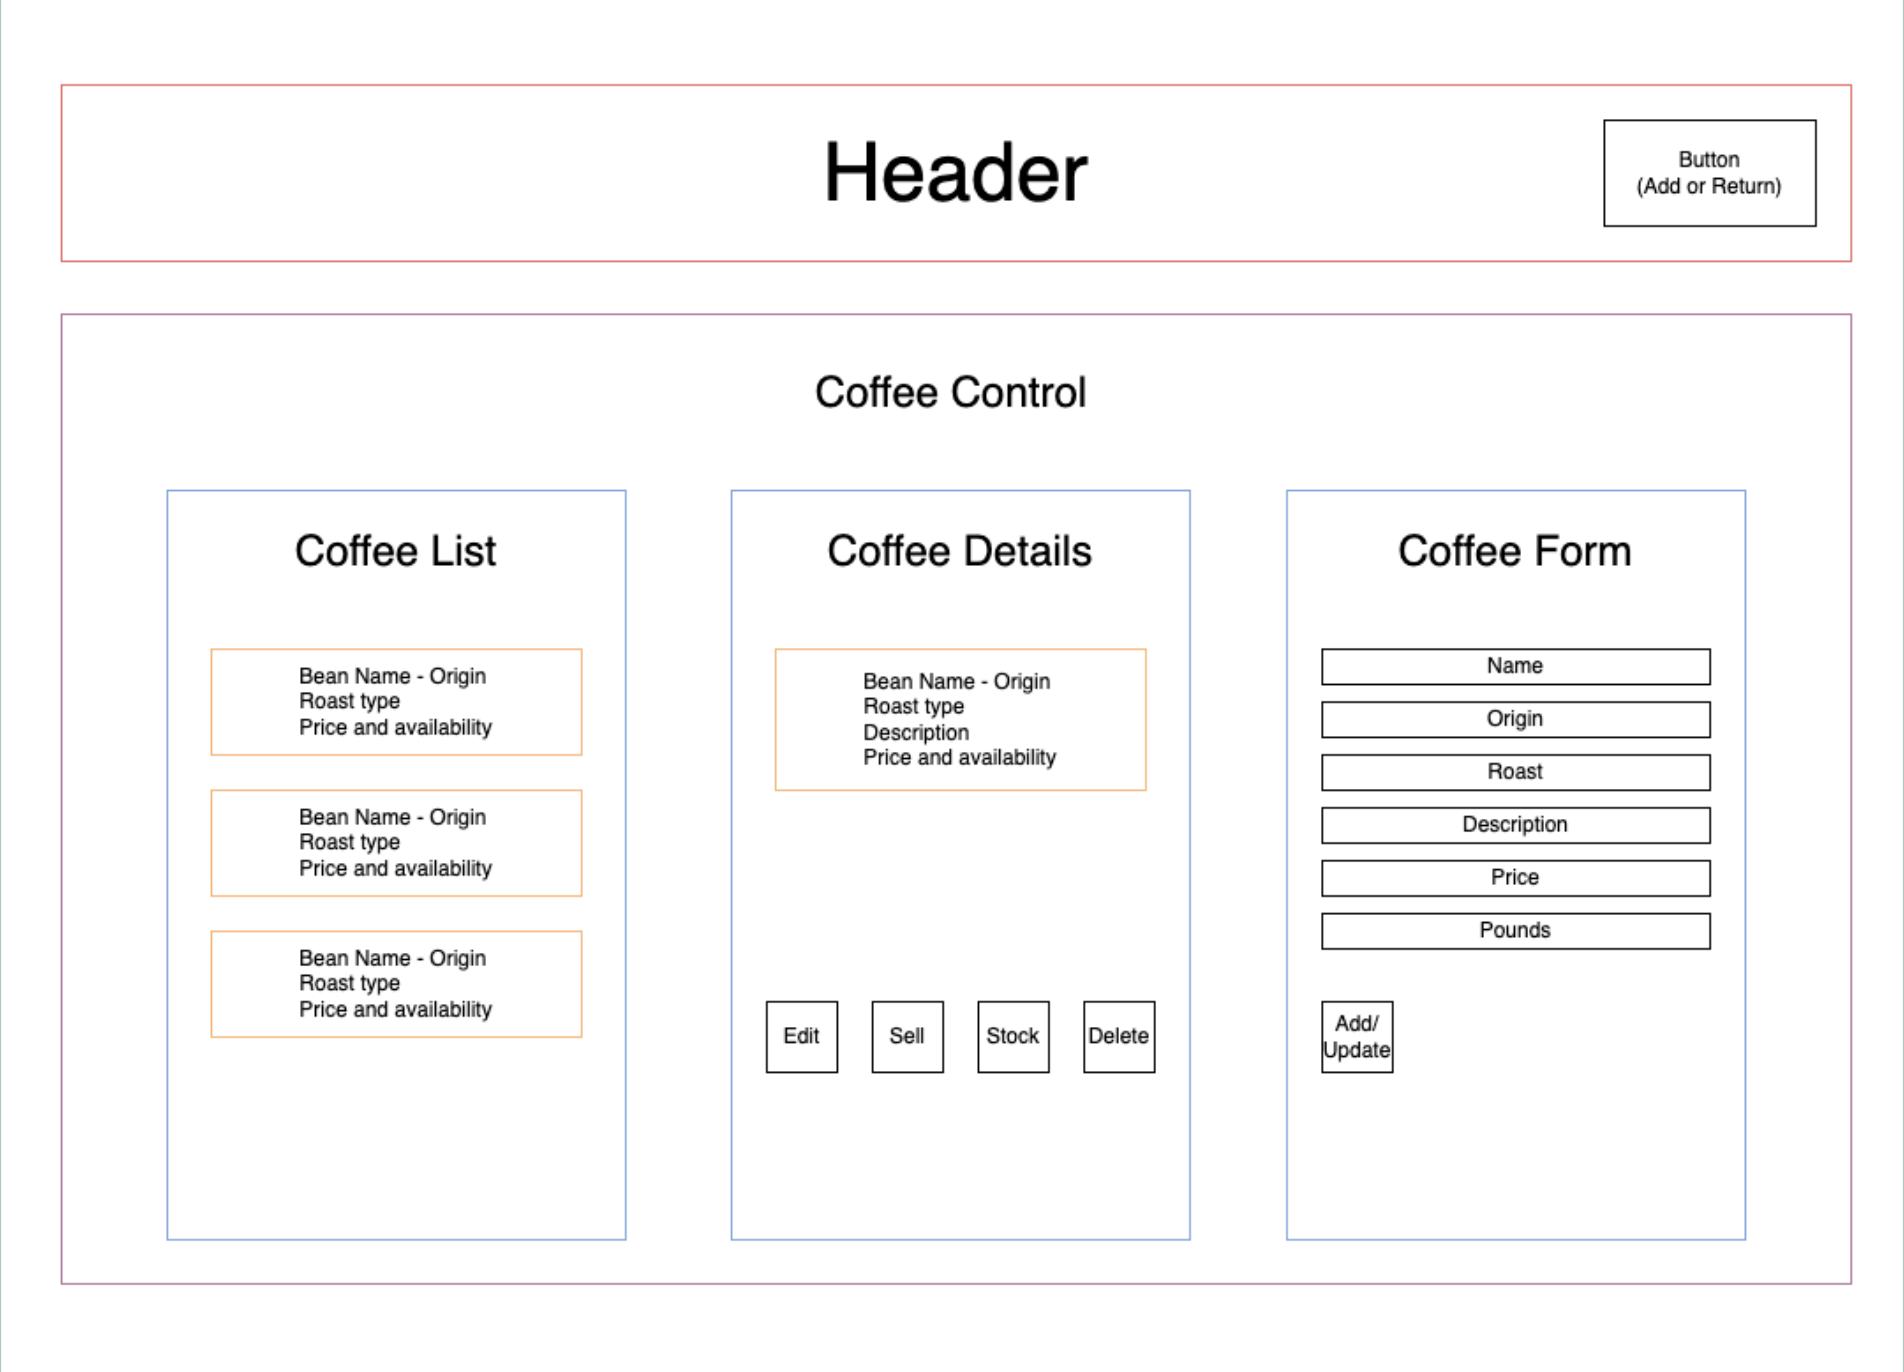 Header
Button
(Add or Return)
Coffee Control
Coffee List
Bean Name - Origin
Roast type
Price and availability
Bean Name - Origin
Roast type
Price and availability
Bean Name - Origin
Roast type
Price and availability
Coffee Details
Bean Name - Origin
Roast type
Description
Price and availability
Edit
Sell
Stock
Delete
Coffee Form
Name
Origin
Roast
Description
Price
Pounds
Add/
Update